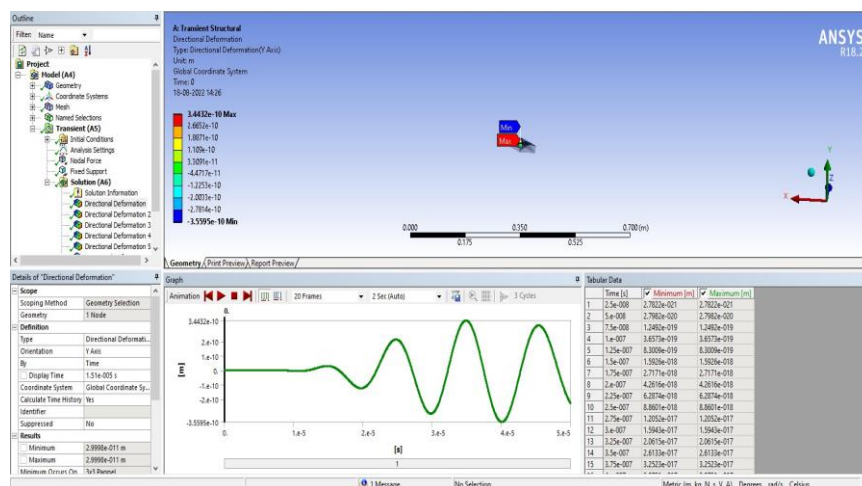 Outline
Filter: Name
Project
Model (A4)
Geometry
Coordinate Systems
Mesh
Named Selections
Transient (A5)
Initial Conditions
Analysis Settings
Nodal Force
Fixed Support
Solution (A6)
Solution Information
Directional Deformation
Directional Deformation 2
Directional Deformation 3
Directional Deformation 4
Directional Deformation 5
A: Transient Structural
Directional Deformation
Type: Directional Deformation(Y Axis)
Unit: m
Global Coordinate System
Time: 0
18-08-2022 14:26
3.4432e-10 Max
2.6652e-10
1.8871e-10
1.109e-10
3.3091e-11
-4.4717e-11
-1.2253e-10
-2.0033e-10
-2.7814e-10
-3.5595e-10 Min
Min
Max
ANSYS
R18.2
Y
Z
X
0.000
0.350
0.700 (m)
0.175
0.525
Geometry Print Preview Report Preview
Details of "Directional Deformation"
Scope
Scoping Method Geometry Selection
Geometry 1 Node
Definition
Type Directional Deformati...
Orientation Y Axis
By Time
Display Time 1.51e-005 s
Coordinate System Global Coordinate Sy...
Calculate Time History Yes
Identifier
Suppressed No
Results
Minimum 2.9998e-011 m
Maximum 2.9998e-011 m
Minimum Occurs On 3x3 Pannel
Graph
Animation 20 Frames 2 Sec (Auto) 3 Cycles
0.
3.4432e-10
2.e-10
1.e-10
0.
-1.e-10
-2.e-10
-3.5595e-10
[m]
0. 1.e-5 2.e-5 3.e-5 4.e-5 5.e-5
[s]
1
Tabular Data
Time [s] Minimum [m] Maximum [m]
1 2.5e-008 2.7822e-021 2.7822e-021
2 5.e-008 2.7982e-020 2.7982e-020
3 7.5e-008 1.2492e-019 1.2492e-019
4 1.e-007 3.6573e-019 3.6573e-019
5 1.25e-007 8.3009e-019 8.3009e-019
6 1.5e-007 1.5926e-018 1.5926e-018
7 1.75e-007 2.7171e-018 2.7171e-018
8 2.e-007 4.2616e-018 4.2616e-018
9 2.25e-007 6.2874e-018 6.2874e-018
10 2.5e-007 8.8601e-018 8.8601e-018
11 2.75e-007 1.2052e-017 1.2052e-017
12 3.e-007 1.5943e-017 1.5943e-017
13 3.25e-007 2.0615e-017 2.0615e-017
14 3.5e-007 2.6133e-017 2.6133e-017
15 3.75e-007 3.2523e-017 3.2523e-017
1 Message No Selection Metric (m, kg, N, s, V, A) Degrees rad/s Celsius